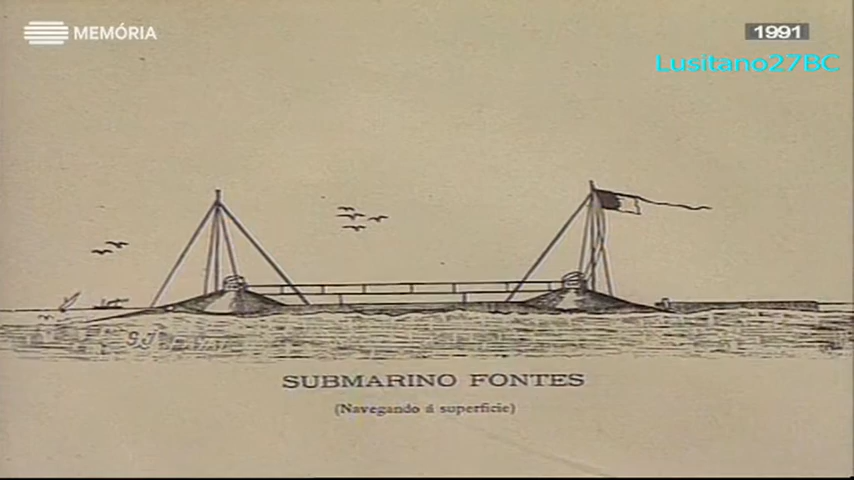 MEMÓRIA
1991
Lusitano27BC
SUBMARINO FONTES
(Navegando á superficie)